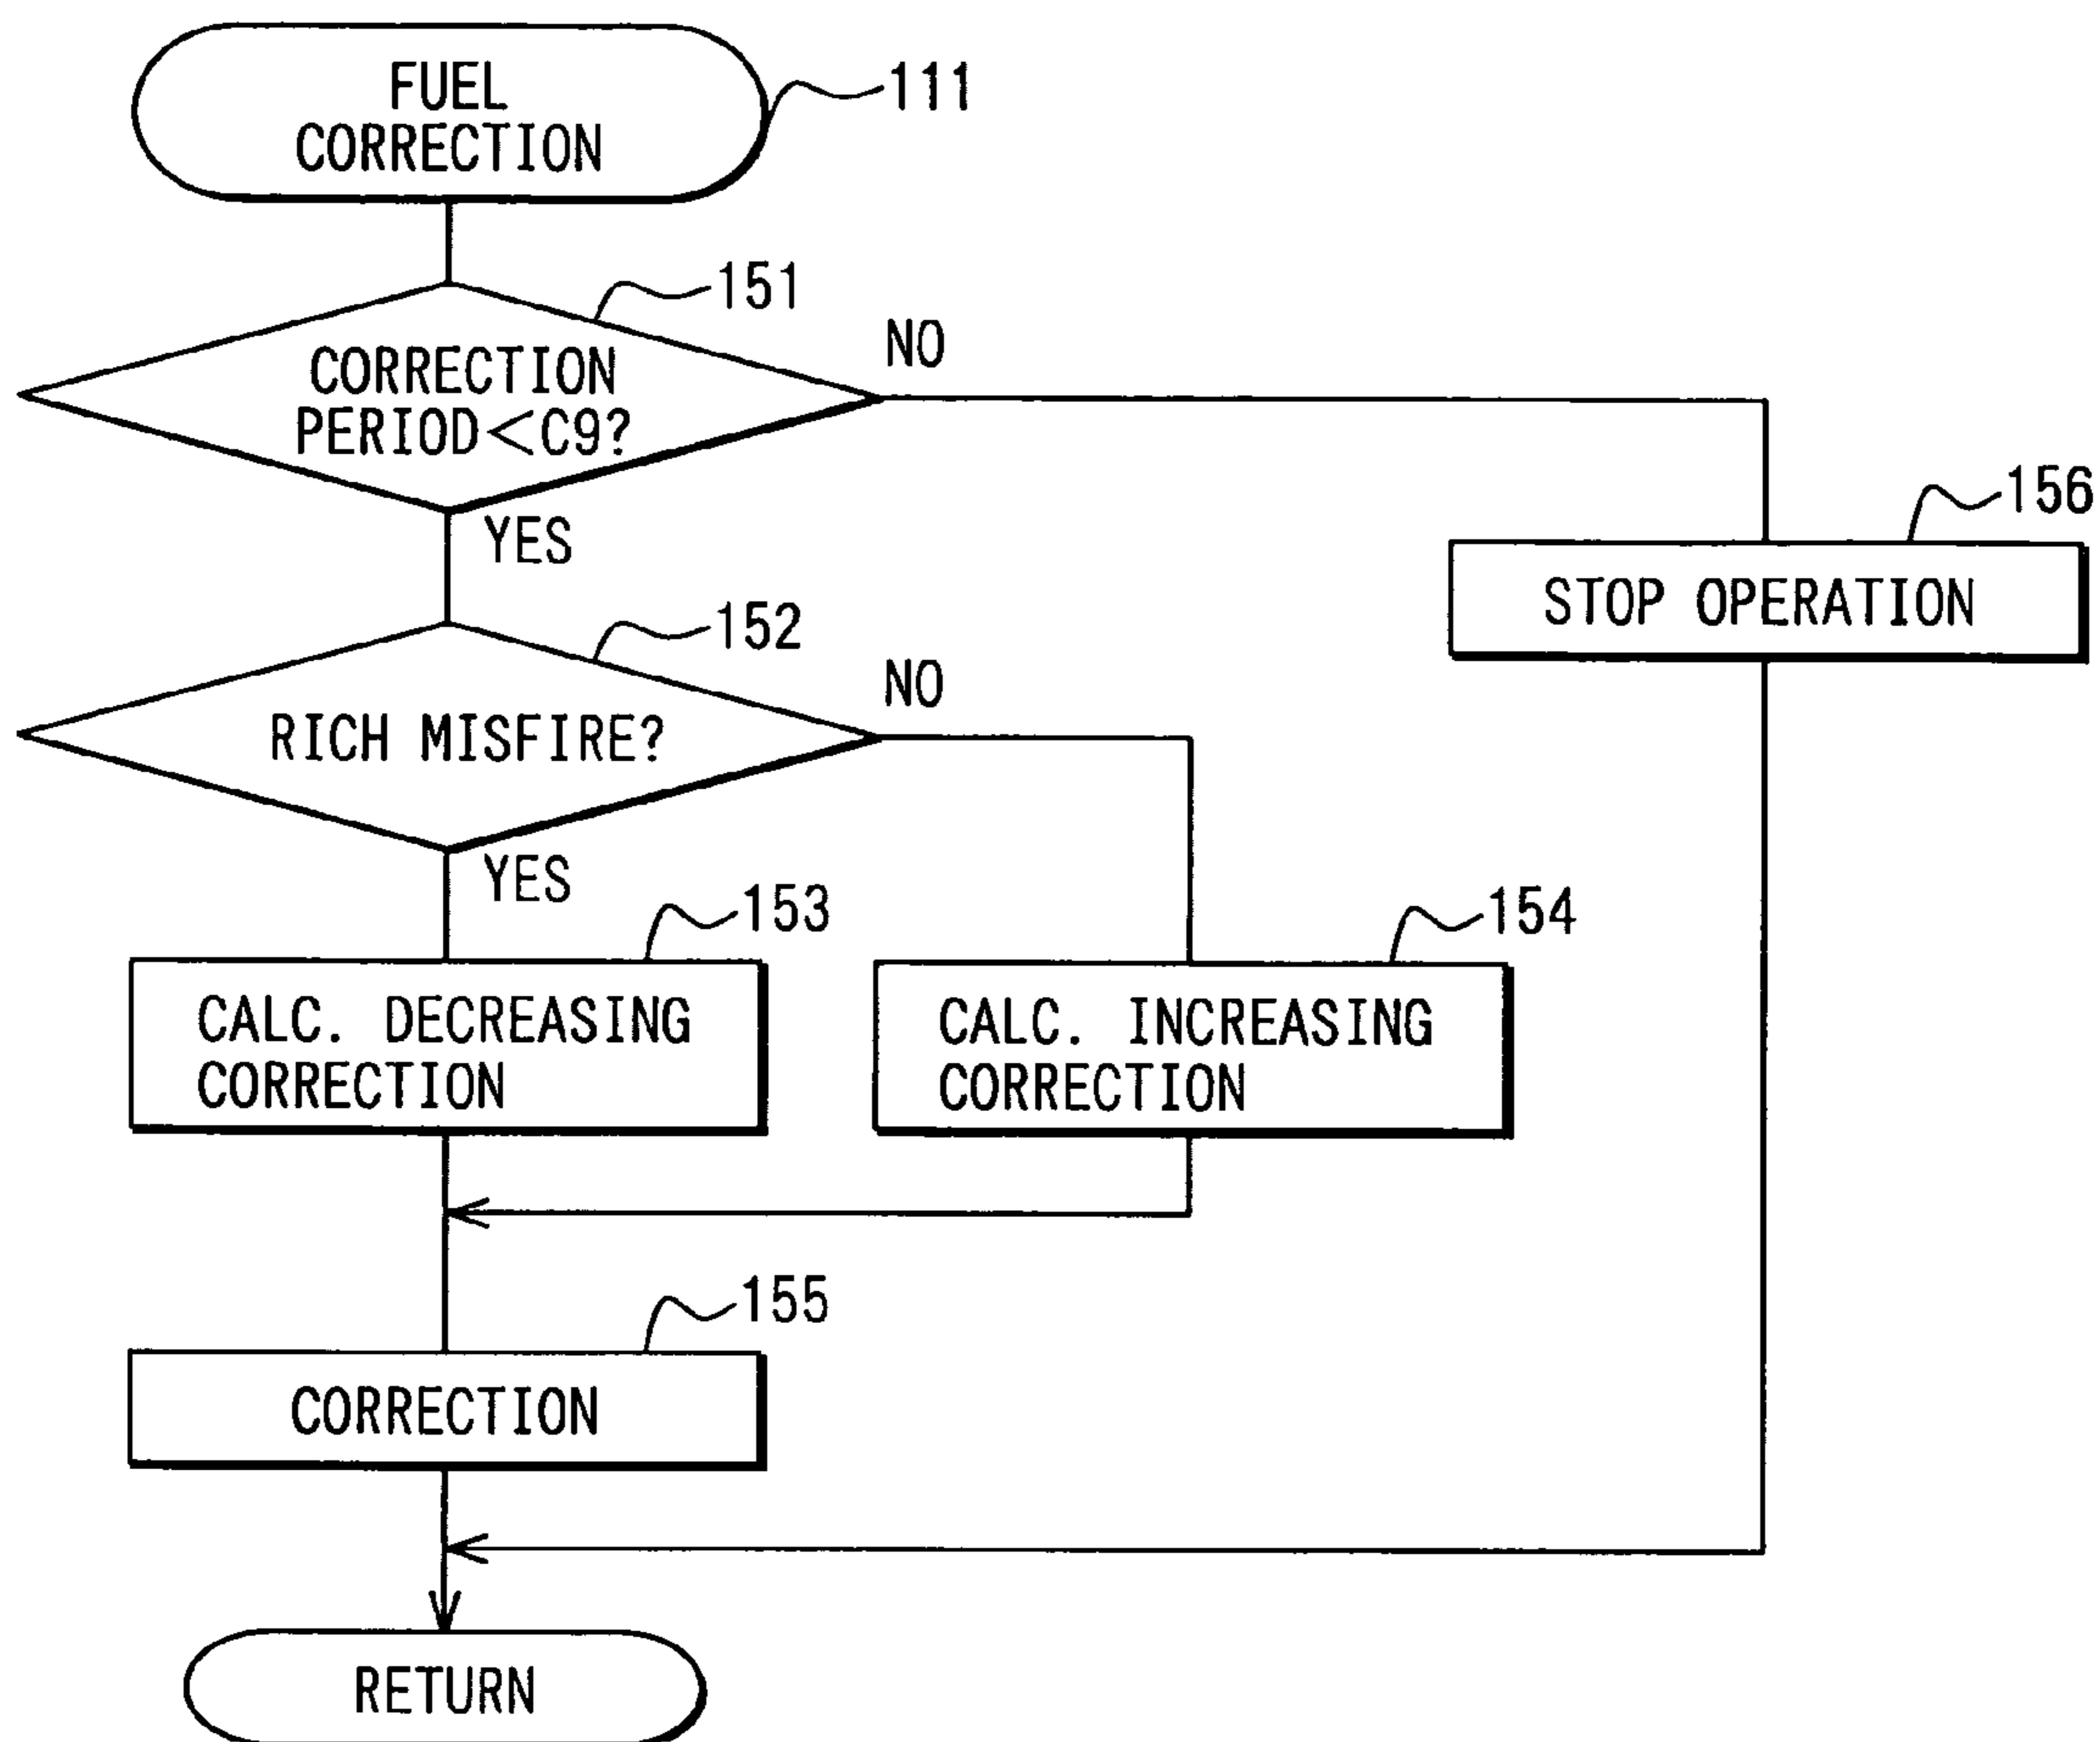 FUEL
CORRECTION
111
151
CORRECTION
PERIOD<C9?
NO
YES
156
STOP OPERATION
152
RICH MISFIRE?
NO
YES
153
CALC. DECREASING
CORRECTION
154
CALC. INCREASING
CORRECTION
155
CORRECTION
RETURN